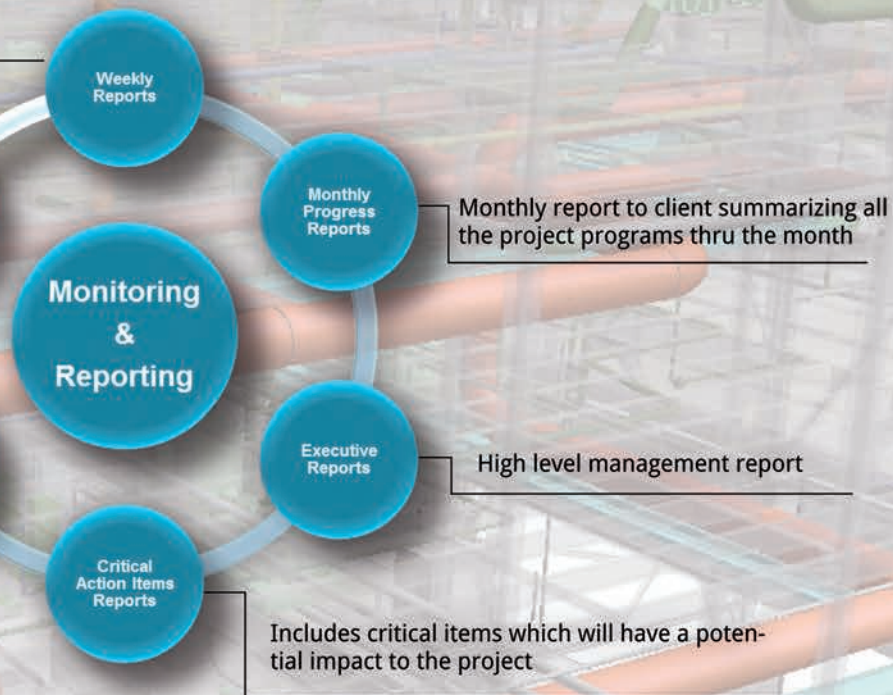 Weekly
Reports
Monthly
Progress
Reports
Monthly report to client summarizing all
the project programs thru the month
Monitoring
&
Reporting
Executive
Reports
High level management report
Critical
Action Items
Reports
Includes critical items which will have a poten-
tial impact to the project